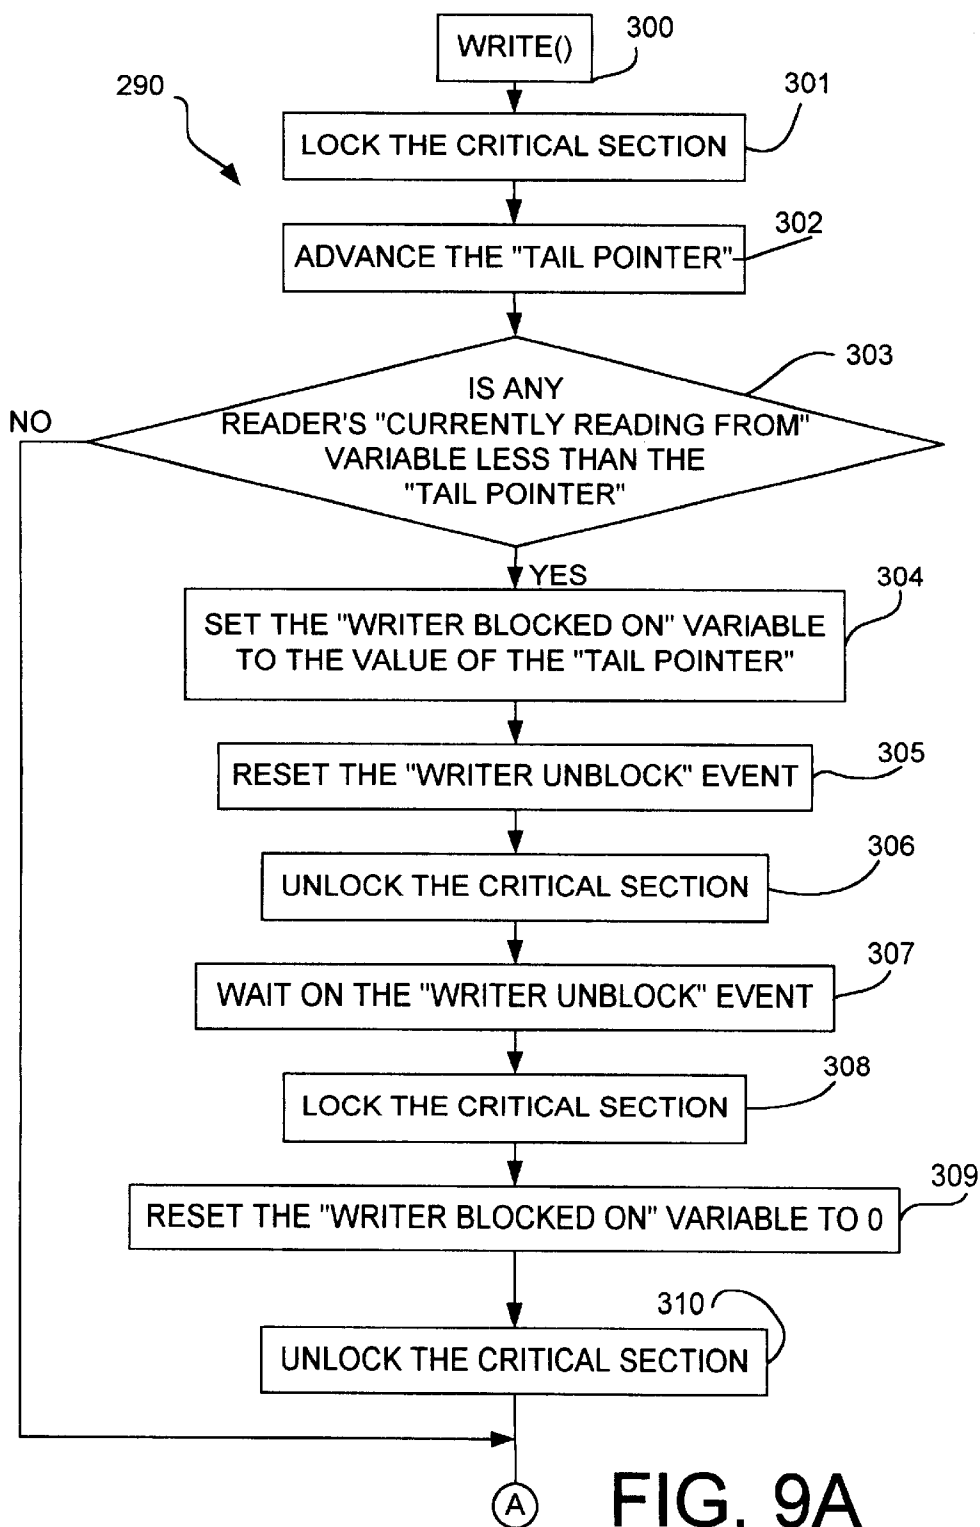 WRITE()
300
290
301
LOCK THE CRITICAL SECTION
302
ADVANCE THE "TAIL POINTER"
303
NO
IS ANY
READER'S "CURRENTLY READING FROM"
VARIABLE LESS THAN THE
"TAIL POINTER"
YES
304
SET THE "WRITER BLOCKED ON" VARIABLE
TO THE VALUE OF THE "TAIL POINTER"
305
RESET THE "WRITER UNBLOCK" EVENT
306
UNLOCK THE CRITICAL SECTION
307
WAIT ON THE "WRITER UNBLOCK" EVENT
308
LOCK THE CRITICAL SECTION
309
RESET THE "WRITER BLOCKED ON" VARIABLE TO 0
310
UNLOCK THE CRITICAL SECTION
A
FIG. 9A